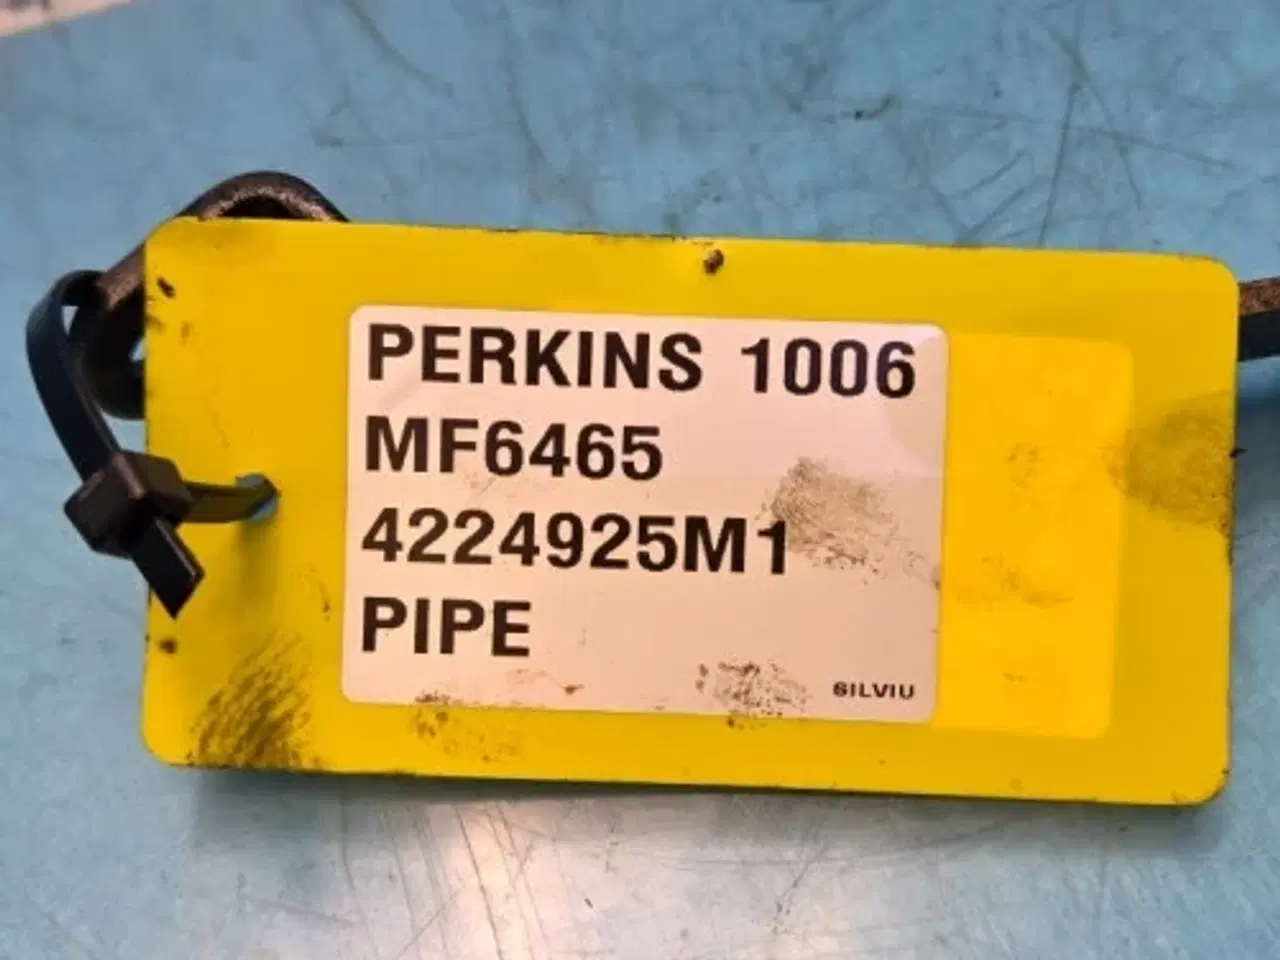 PERKINS 1006
MF6465
4224925M1
PIPE
SILVIU